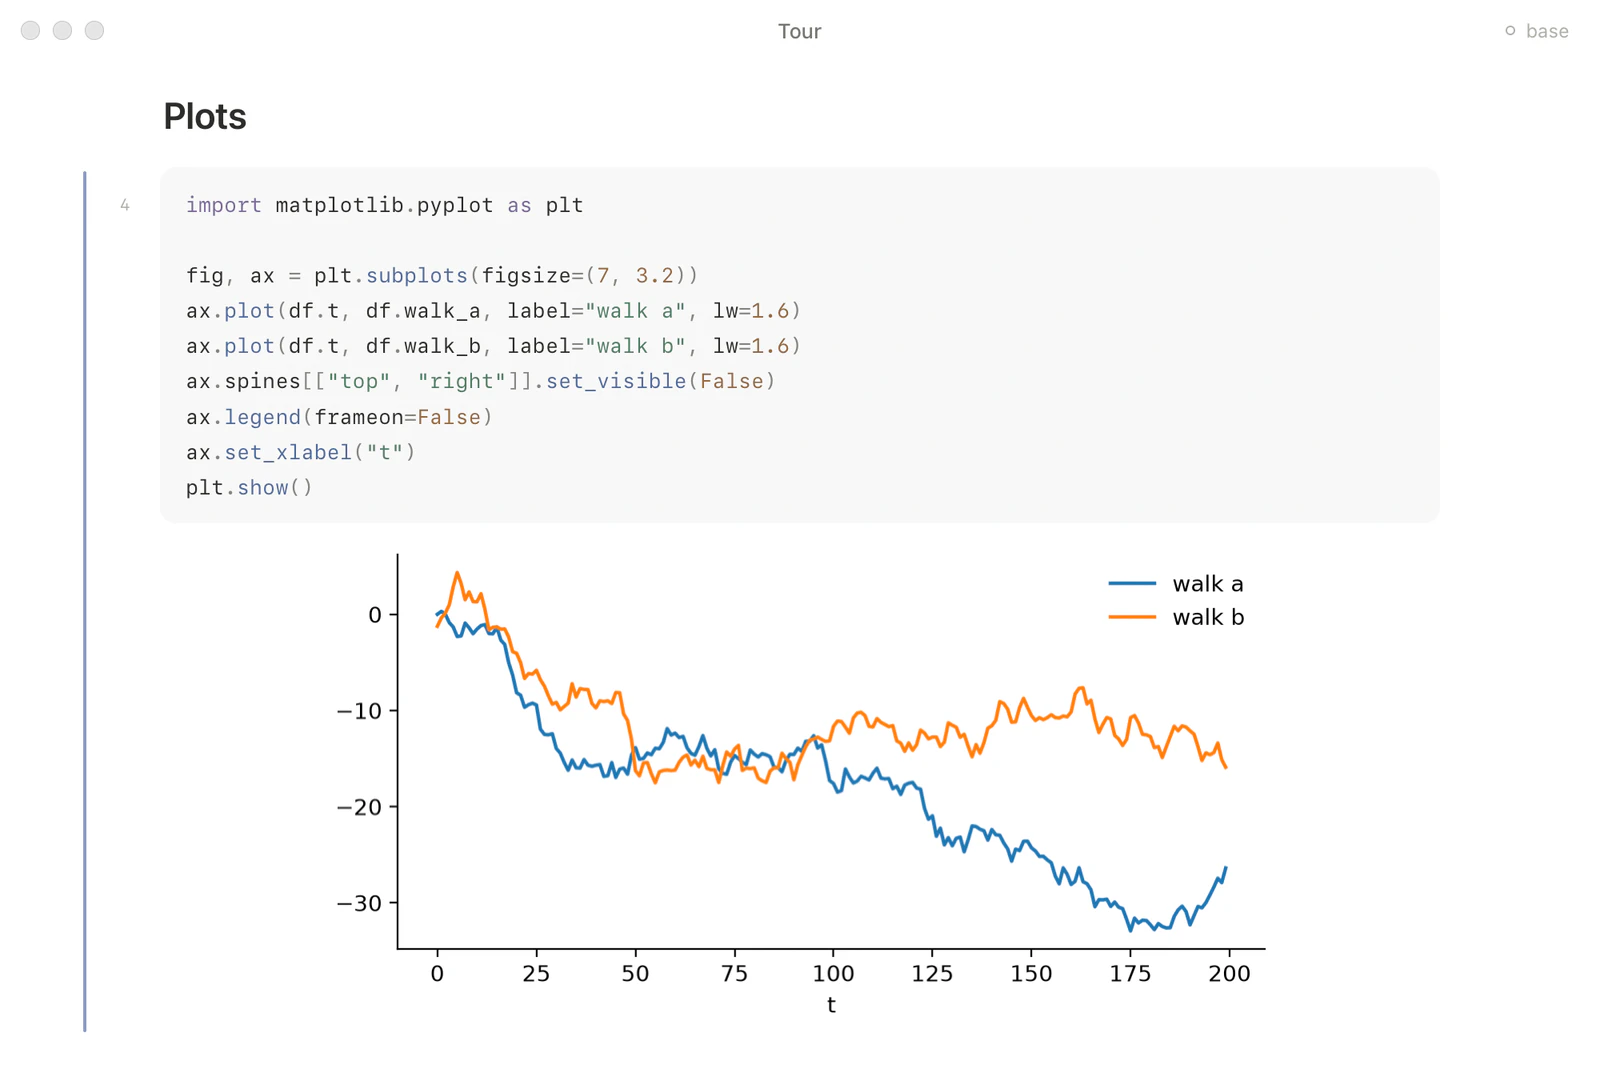 Tour
base
Plots
4
import matplotlib.pyplot as plt
fig, ax = plt.subplots(figsize=(7, 3.2))
ax.plot(df.t, df.walk_a, label="walk a", lw=1.6)
ax.plot(df.t, df.walk_b, label="walk b", lw=1.6)
ax.spines[["top", "right"]].set_visible(False)
ax.legend(frameon=False)
ax.set_xlabel("t")
plt.show()
walk a
walk b
0
−10
−20
−30
0 25 50 75 100 125 150 175 200
t